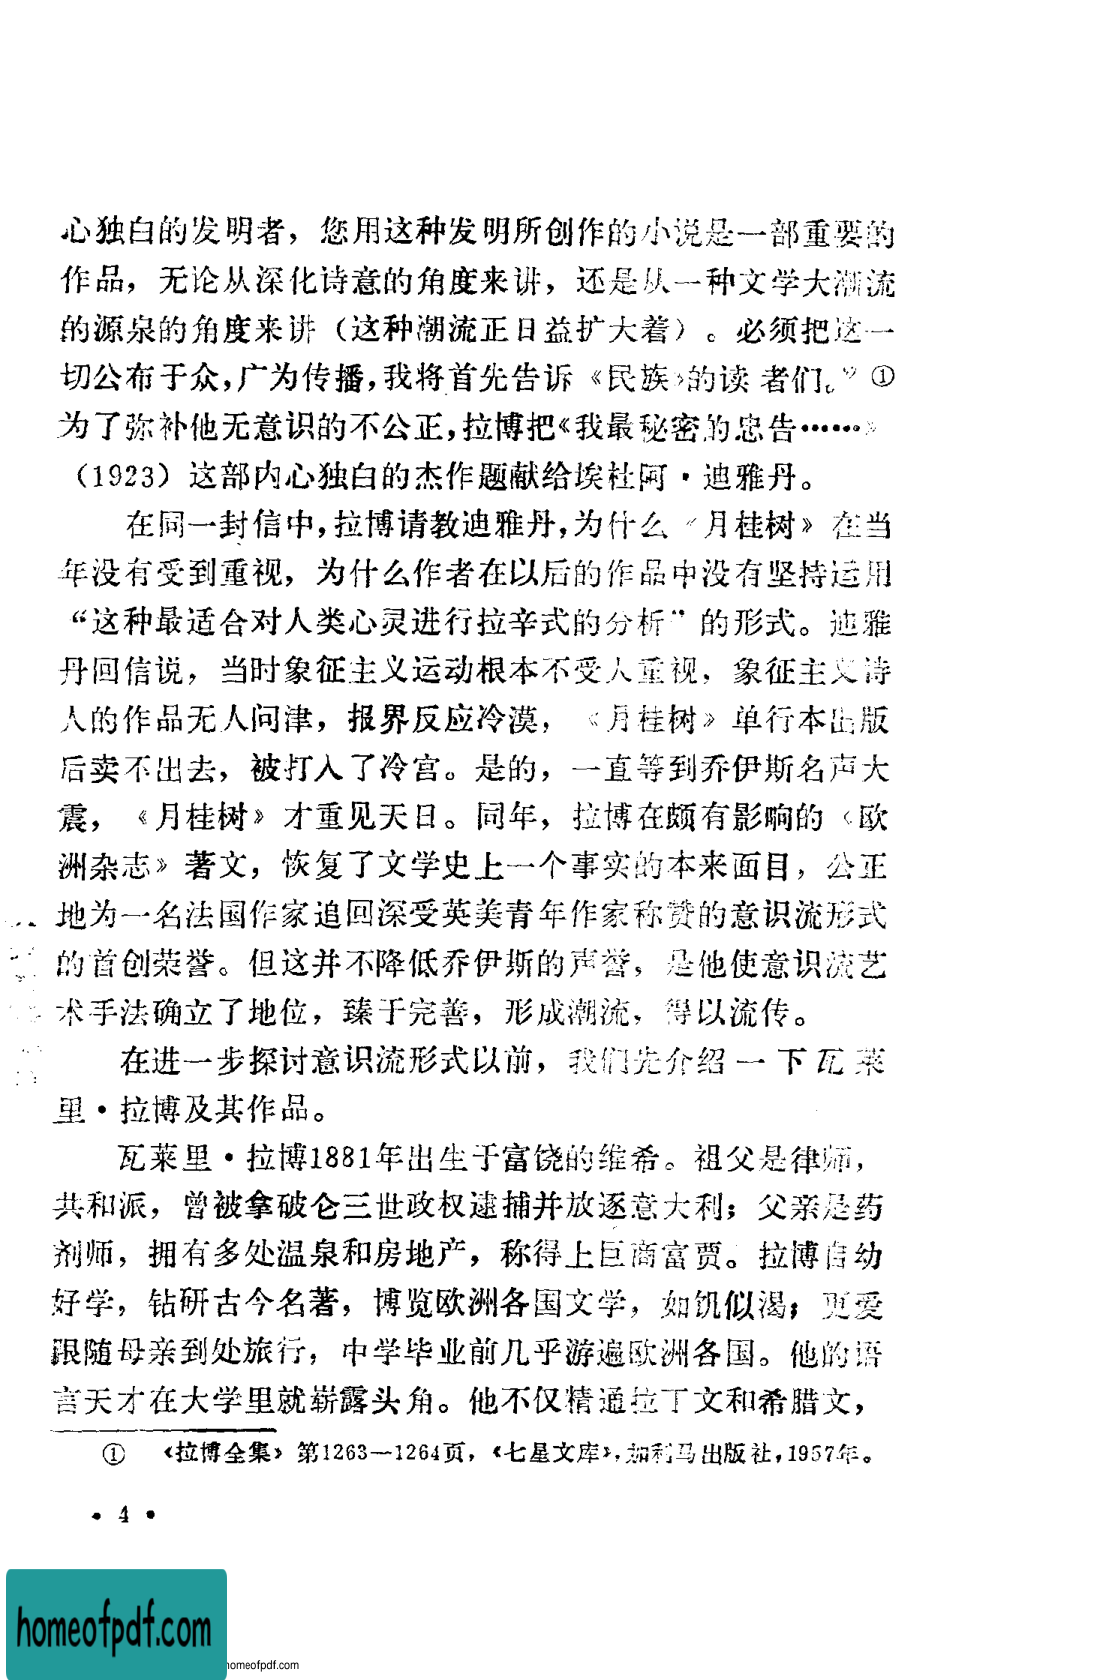 心独白的发明者，您用这种发明所创作的小说是一部重要的
作品，无论从深化诗意的角度来讲，还是从一种文学大潮流
的源泉的角度来讲（这种潮流正日益扩大着）。必须把这一
切公布于众，广为传播，我将首先告诉《民族》的读者们。”①
为了弥补他无意识的不公正，拉博把《我最秘密的忠告……》
（1923）这部内心独白的杰作题献给埃杜阿·迪雅丹。
在同一封信中，拉博请教迪雅丹，为什么《月桂树》在当
年没有受到重视，为什么作者在以后的作品中没有坚持运用
“这种最适合对人类心灵进行拉辛式的分析”的形式。迪雅
丹回信说，当时象征主义运动根本不受人重视，象征主义诗
人的作品无人问津，报界反应冷漠，《月桂树》单行本出版
后卖不出去，被打入了冷宫。是的，一直等到乔伊斯名声大
震，《月桂树》才重见天日。同年，拉博在颇有影响的《欧
洲杂志》著文，恢复了文学史上一个事实的本来面目，公正
地为一名法国作家追回深受英美青年作家称赞的意识流形式
的首创荣誉。但这并不降低乔伊斯的声誉，是他使意识流艺
术手法确立了地位，臻于完善，形成潮流，得以流传。
在进一步探讨意识流形式以前，我们先介绍一下瓦莱
里·拉博及其作品。
瓦莱里·拉博1881年出生于富饶的维希。祖父是律师，
共和派，曾被拿破仑三世政权逮捕并放逐意大利；父亲是药
剂师，拥有多处温泉和房地产，称得上巨商富贾。拉博自幼
好学，钻研古今名著，博览欧洲各国文学，如饥似渴；更爱
跟随母亲到处旅行，中学毕业前几乎游遍欧洲各国。他的语
言天才在大学里就崭露头角。他不仅精通拉丁文和希腊文，
① 《拉博全集》第1263—1264页，《七星文库》，加利马出版社，1957年。
· 4 ·
homeofpdf.com
homeofpdf.com